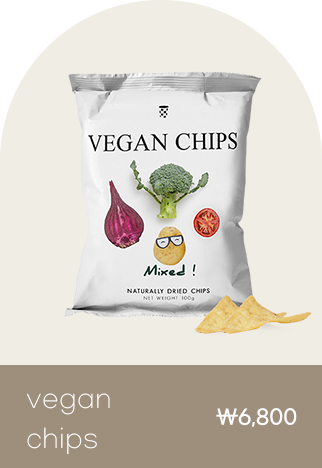 VEGAN CHIPS
Mixed !
NATURALLY DRIED CHIPS
NET WEIGHT 100g
vegan
chips
₩6,800